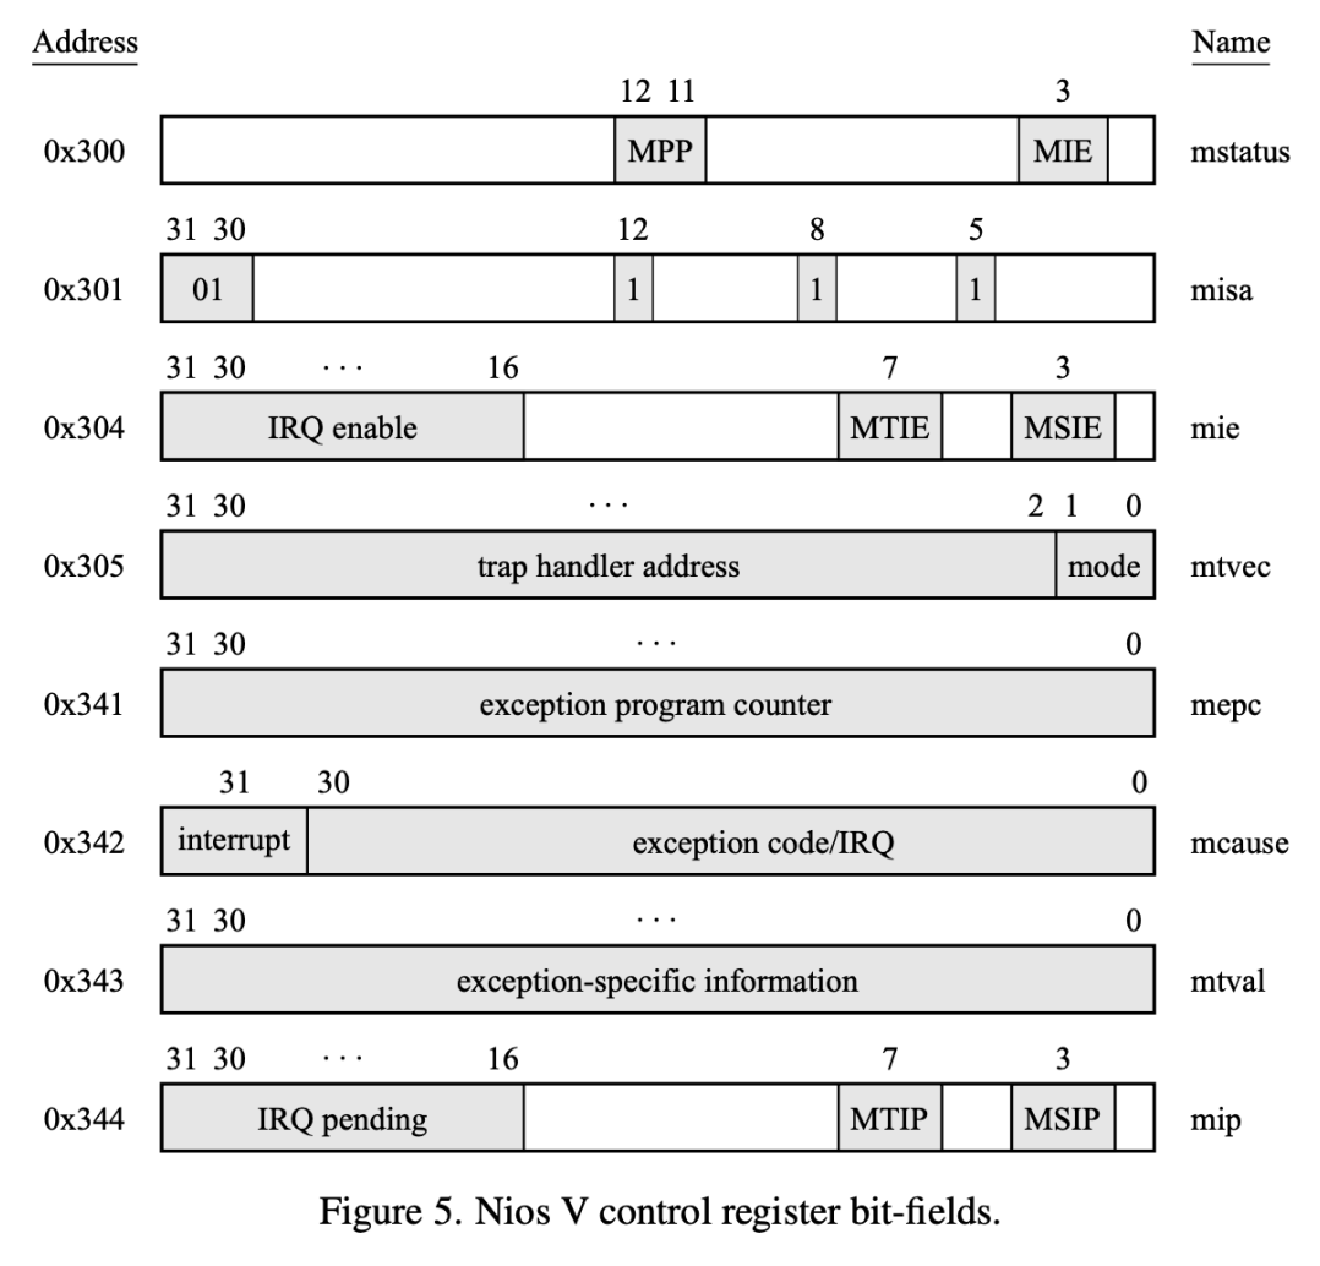 Address Name
12 11 3
0x300 MPP MIE mstatus
31 30 12 8 5
0x301 01 1 1 1 misa
31 30 ··· 16 7 3
0x304 IRQ enable MTIE MSIE mie
31 30 ··· 2 1 0
0x305 trap handler address mode mtvec
31 30 ··· 0
0x341 exception program counter mepc
31 30 0
0x342 interrupt exception code/IRQ mcause
31 30 ··· 0
0x343 exception-specific information mtval
31 30 ··· 16 7 3
0x344 IRQ pending MTIP MSIP mip
Figure 5. Nios V control register bit-fields.